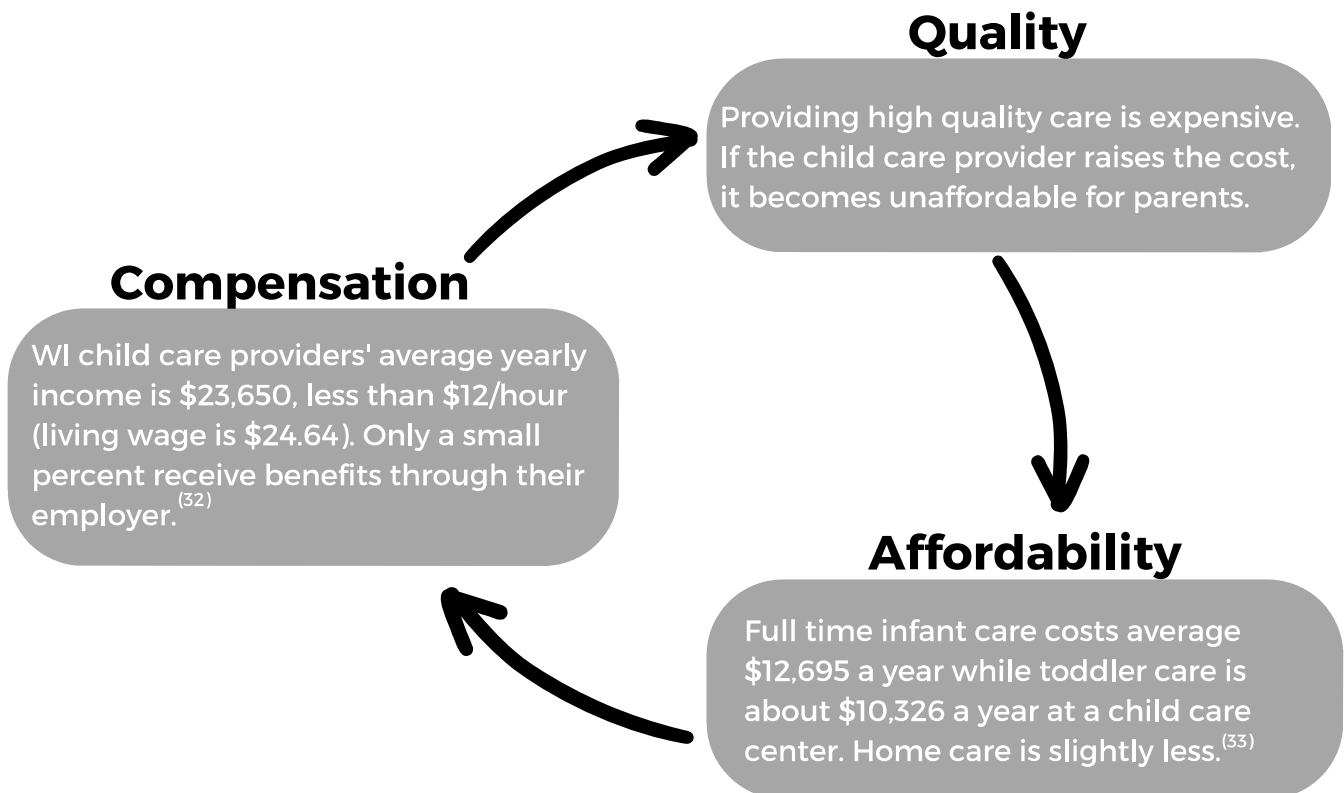 Quality
Providing high quality care is expensive.
If the child care provider raises the cost,
it becomes unaffordable for parents.
Compensation
WI child care providers' average yearly
income is $23,650, less than $12/hour
(living wage is $24.64). Only a small
percent receive benefits through their
employer.(32)
Affordability
Full time infant care costs average
$12,695 a year while toddler care is
about $10,326 a year at a child care
center. Home care is slightly less.(33)